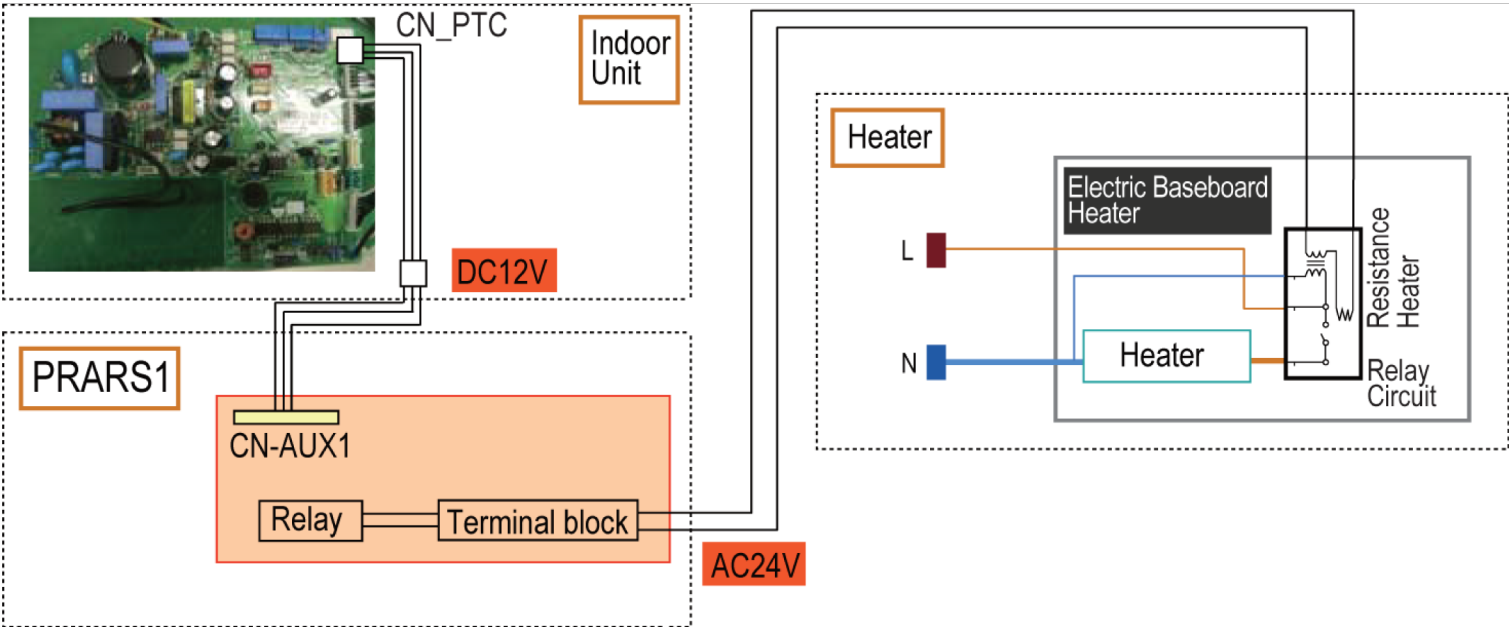 CN_PTC
Indoor
Unit
DC12V
PRARS1
CN-AUX1
Relay
Terminal block
AC24V
Heater
Electric Baseboard
Heater
L
N
Heater
Resistance
Heater
Relay
Circuit